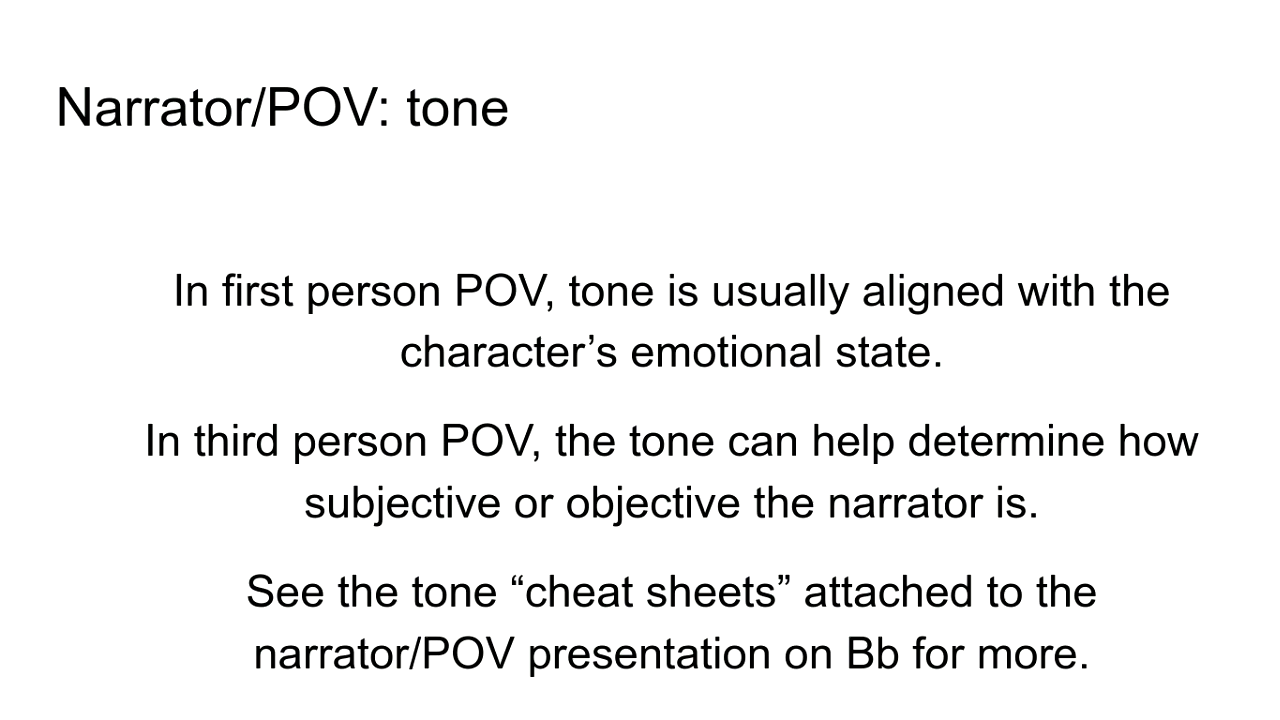 Narrator/POV: tone
In first person POV, tone is usually aligned with the
character’s emotional state.
In third person POV, the tone can help determine how
subjective or objective the narrator is.
See the tone “cheat sheets” attached to the
narrator/POV presentation on Bb for more.